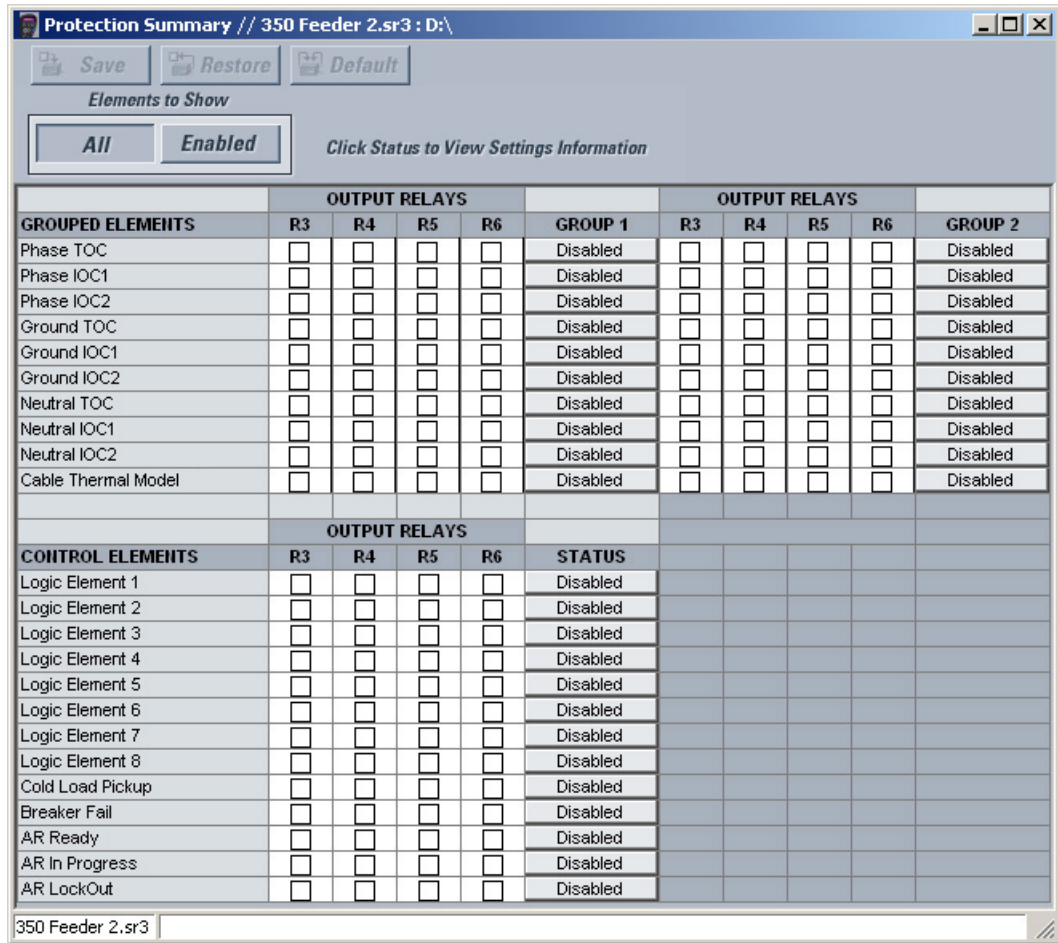 Protection Summary // 350 Feeder 2.sr3 : D:\
Save Restore Default
Elements to Show
All Enabled Click Status to View Settings Information
OUTPUT RELAYS OUTPUT RELAYS
GROUPED ELEMENTS R3 R4 R5 R6 GROUP 1 R3 R4 R5 R6 GROUP 2
Phase TOC Disabled Disabled
Phase IOC1 Disabled Disabled
Phase IOC2 Disabled Disabled
Ground TOC Disabled Disabled
Ground IOC1 Disabled Disabled
Ground IOC2 Disabled Disabled
Neutral TOC Disabled Disabled
Neutral IOC1 Disabled Disabled
Neutral IOC2 Disabled Disabled
Cable Thermal Model Disabled Disabled
OUTPUT RELAYS
CONTROL ELEMENTS R3 R4 R5 R6 STATUS
Logic Element 1 Disabled
Logic Element 2 Disabled
Logic Element 3 Disabled
Logic Element 4 Disabled
Logic Element 5 Disabled
Logic Element 6 Disabled
Logic Element 7 Disabled
Logic Element 8 Disabled
Cold Load Pickup Disabled
Breaker Fail Disabled
AR Ready Disabled
AR In Progress Disabled
AR LockOut Disabled
350 Feeder 2.sr3